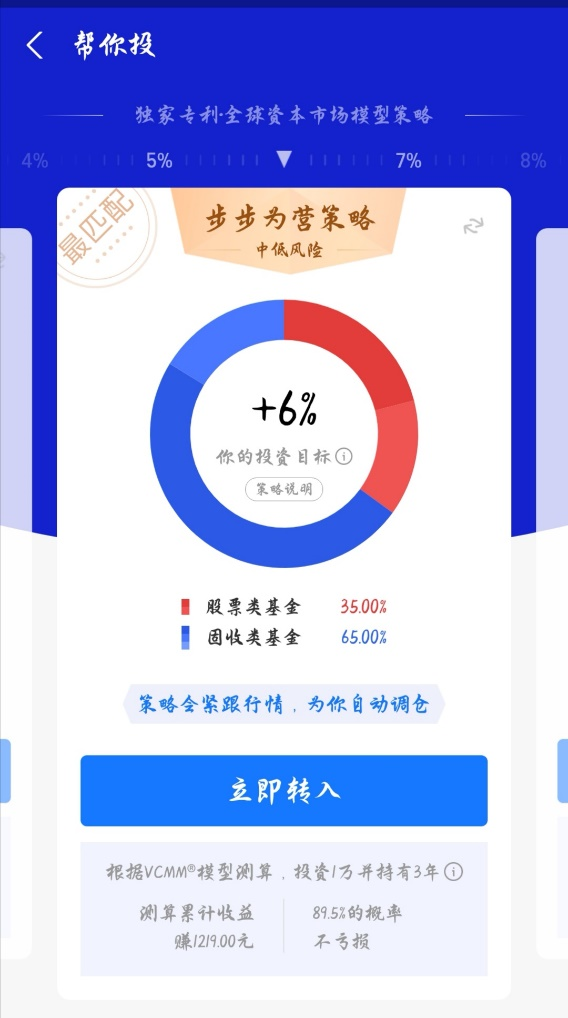 帮你投
独家专利·全球资本市场模型策略
4% 5% 7% 8%
最匹配
步步为营策略
中低风险
+6%
你的投资目标
策略说明
股票类基金 35.00%
固收类基金 65.00%
策略会紧跟行情，为你自动调仓
立即转入
根据VCMM®模型测算，投资1万并持有3年
测算累计收益 89.5%的概率
赚1219.00元 不亏损